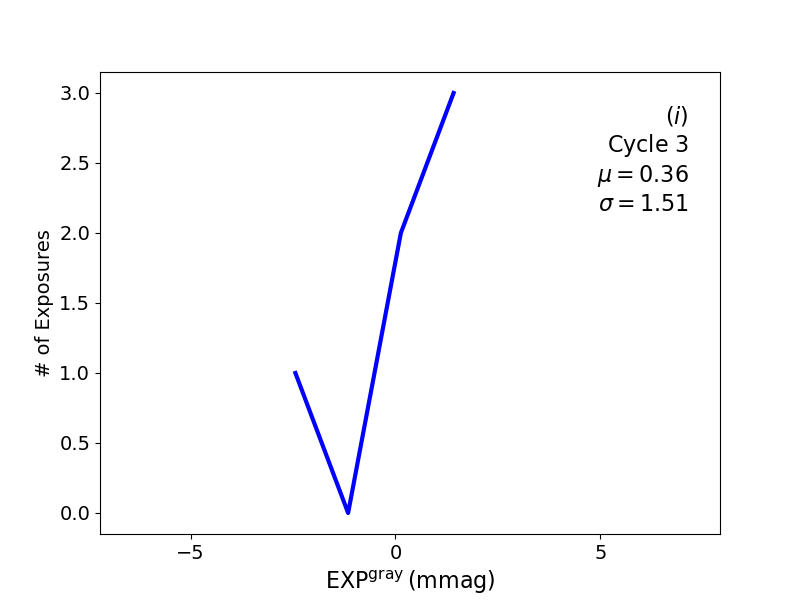 (i)
Cycle 3
μ = 0.36
σ = 1.51
3.0
2.5
2.0
1.5
1.0
0.5
0.0
# of Exposures
−5 0 5
EXP^gray (mmag)